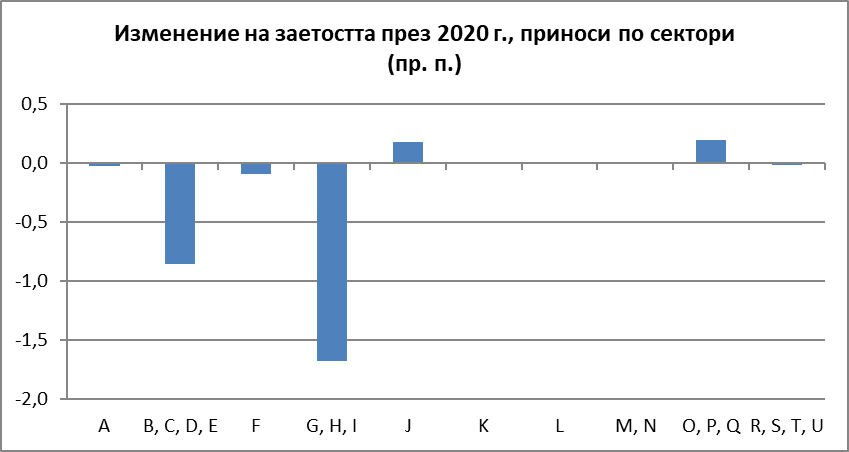 Изменение на заетостта през 2020 г., приноси по сектори
(пр. п.)
0,5
0,0
-0,5
-1,0
-1,5
-2,0
A B, C, D, E F G, H, I J K L M, N O, P, Q R, S, T, U